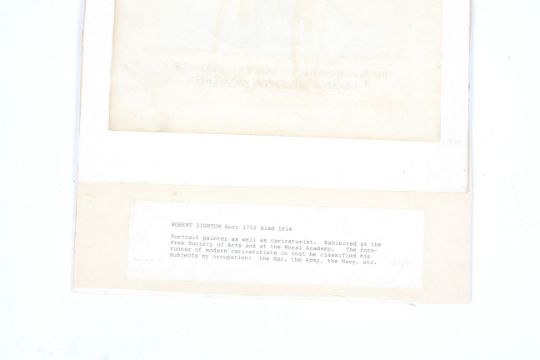 ROBERT DIGHTON born 1752 died 1814
Portrait painter as well as caricaturist. Exhibited at the
Free Society of Arts and at the Royal Academy. The fore-
runner of modern caricaturists in that he classified his
subjects by occupation: the Bar, the Army, the Navy, etc.